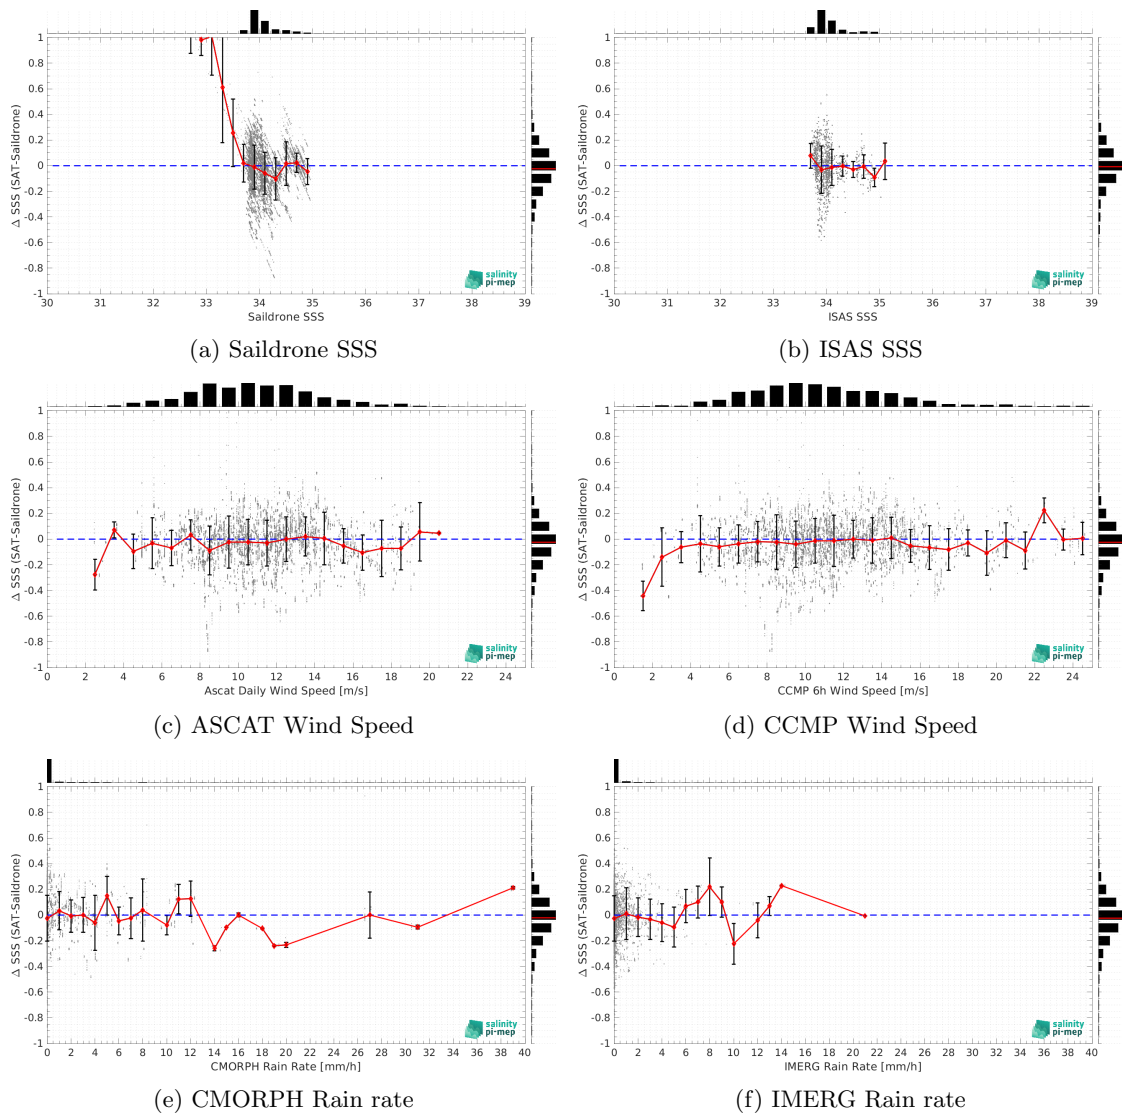 1
0.8
0.6
0.4
0.2
0
-0.2
-0.4
-0.6
-0.8
-1
Δ SSS (SAT-Saildrone)
30 31 32 33 34 35 36 37 38 39
Saildrone SSS
salinity
pi-mep
(a) Saildrone SSS
1
0.8
0.6
0.4
0.2
0
-0.2
-0.4
-0.6
-0.8
-1
Δ SSS (SAT-Saildrone)
30 31 32 33 34 35 36 37 38 39
ISAS SSS
salinity
pi-mep
(b) ISAS SSS
1
0.8
0.6
0.4
0.2
0
-0.2
-0.4
-0.6
-0.8
-1
Δ SSS (SAT-Saildrone)
0 2 4 6 8 10 12 14 16 18 20 22 24
Ascat Daily Wind Speed [m/s]
salinity
pi-mep
(c) ASCAT Wind Speed
1
0.8
0.6
0.4
0.2
0
-0.2
-0.4
-0.6
-0.8
-1
Δ SSS (SAT-Saildrone)
0 2 4 6 8 10 12 14 16 18 20 22 24
CCMP 6h Wind Speed [m/s]
salinity
pi-mep
(d) CCMP Wind Speed
1
0.8
0.6
0.4
0.2
0
-0.2
-0.4
-0.6
-0.8
-1
Δ SSS (SAT-Saildrone)
0 2 4 6 8 10 12 14 16 18 20 22 24 26 28 30 32 34 36 38 40
CMORPH Rain Rate [mm/h]
salinity
pi-mep
(e) CMORPH Rain rate
1
0.8
0.6
0.4
0.2
0
-0.2
-0.4
-0.6
-0.8
-1
Δ SSS (SAT-Saildrone)
0 2 4 6 8 10 12 14 16 18 20 22 24 26 28 30 32 34 36 38 40
IMERG Rain Rate [mm/h]
salinity
pi-mep
(f) IMERG Rain rate